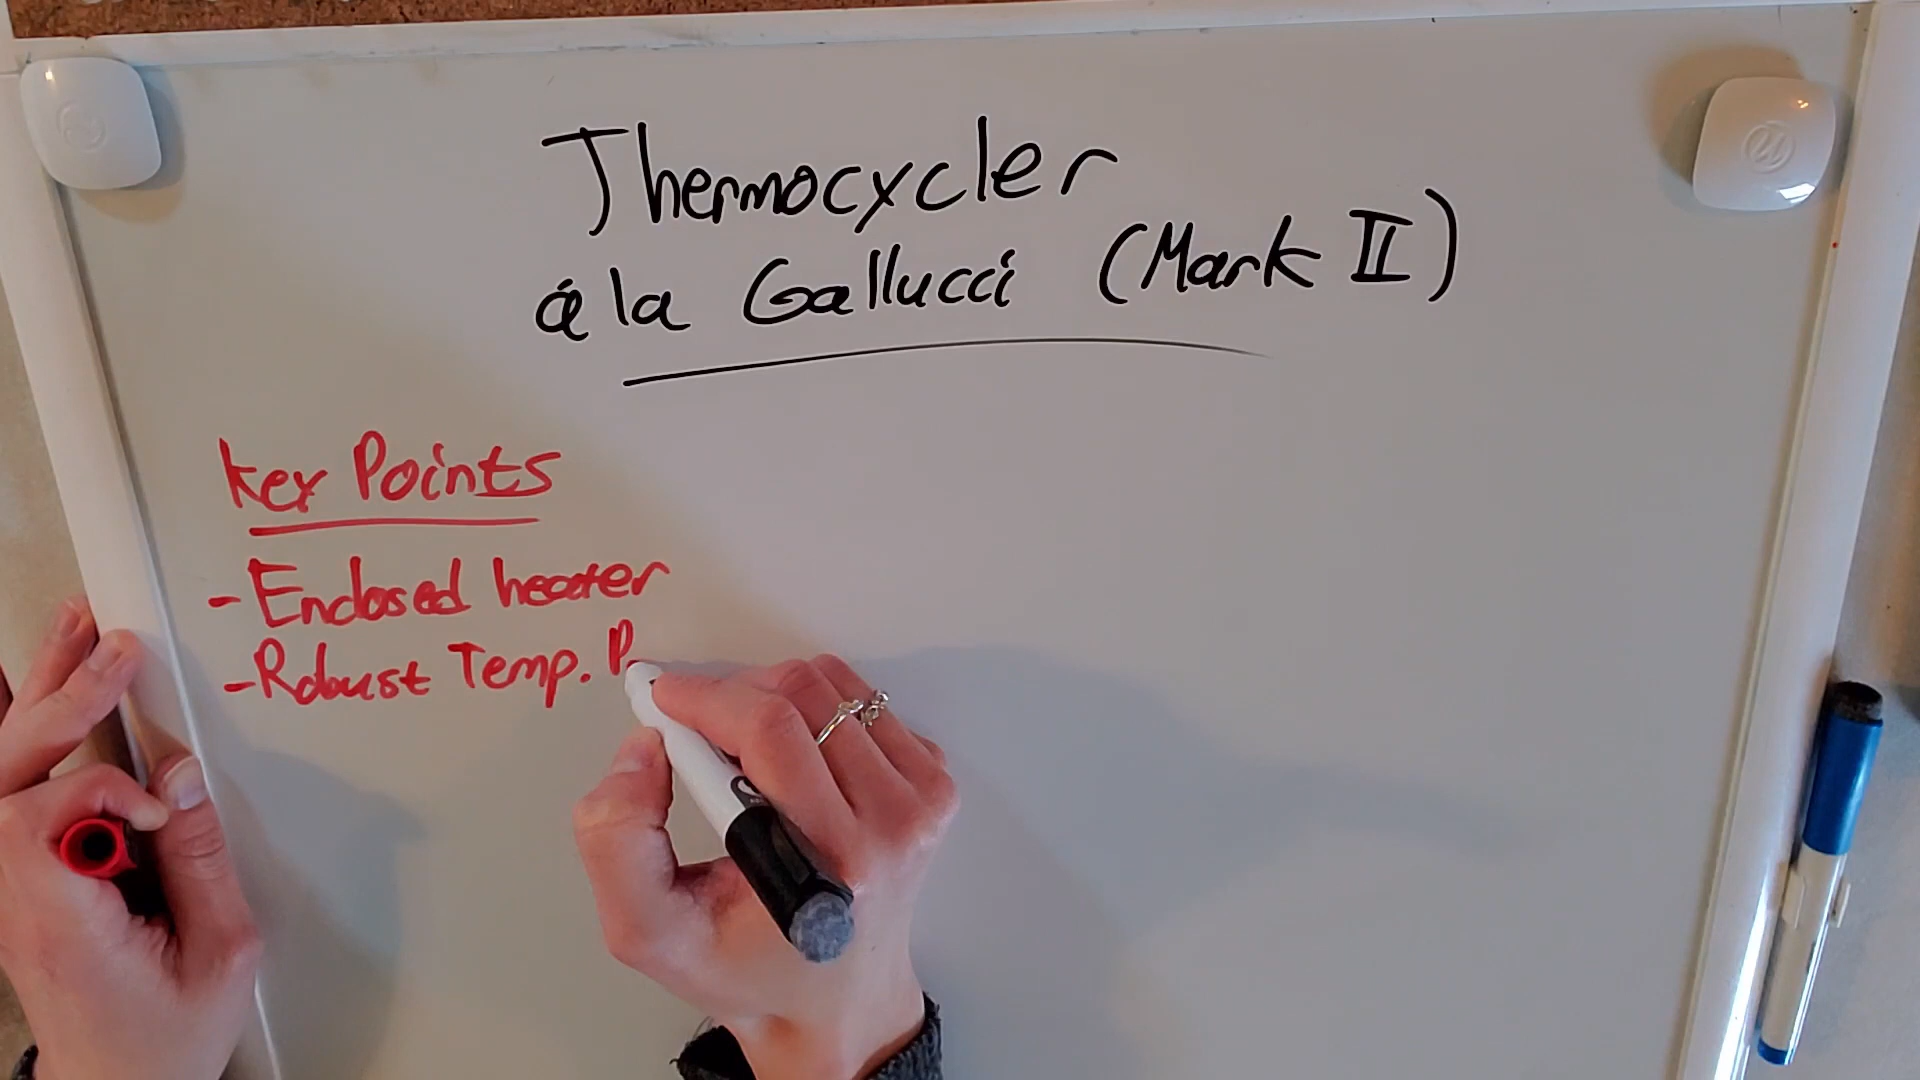 Thermocycler
á la Gallucci (Mark II)
Key Points
- Enclosed heater
- Robust Temp. P